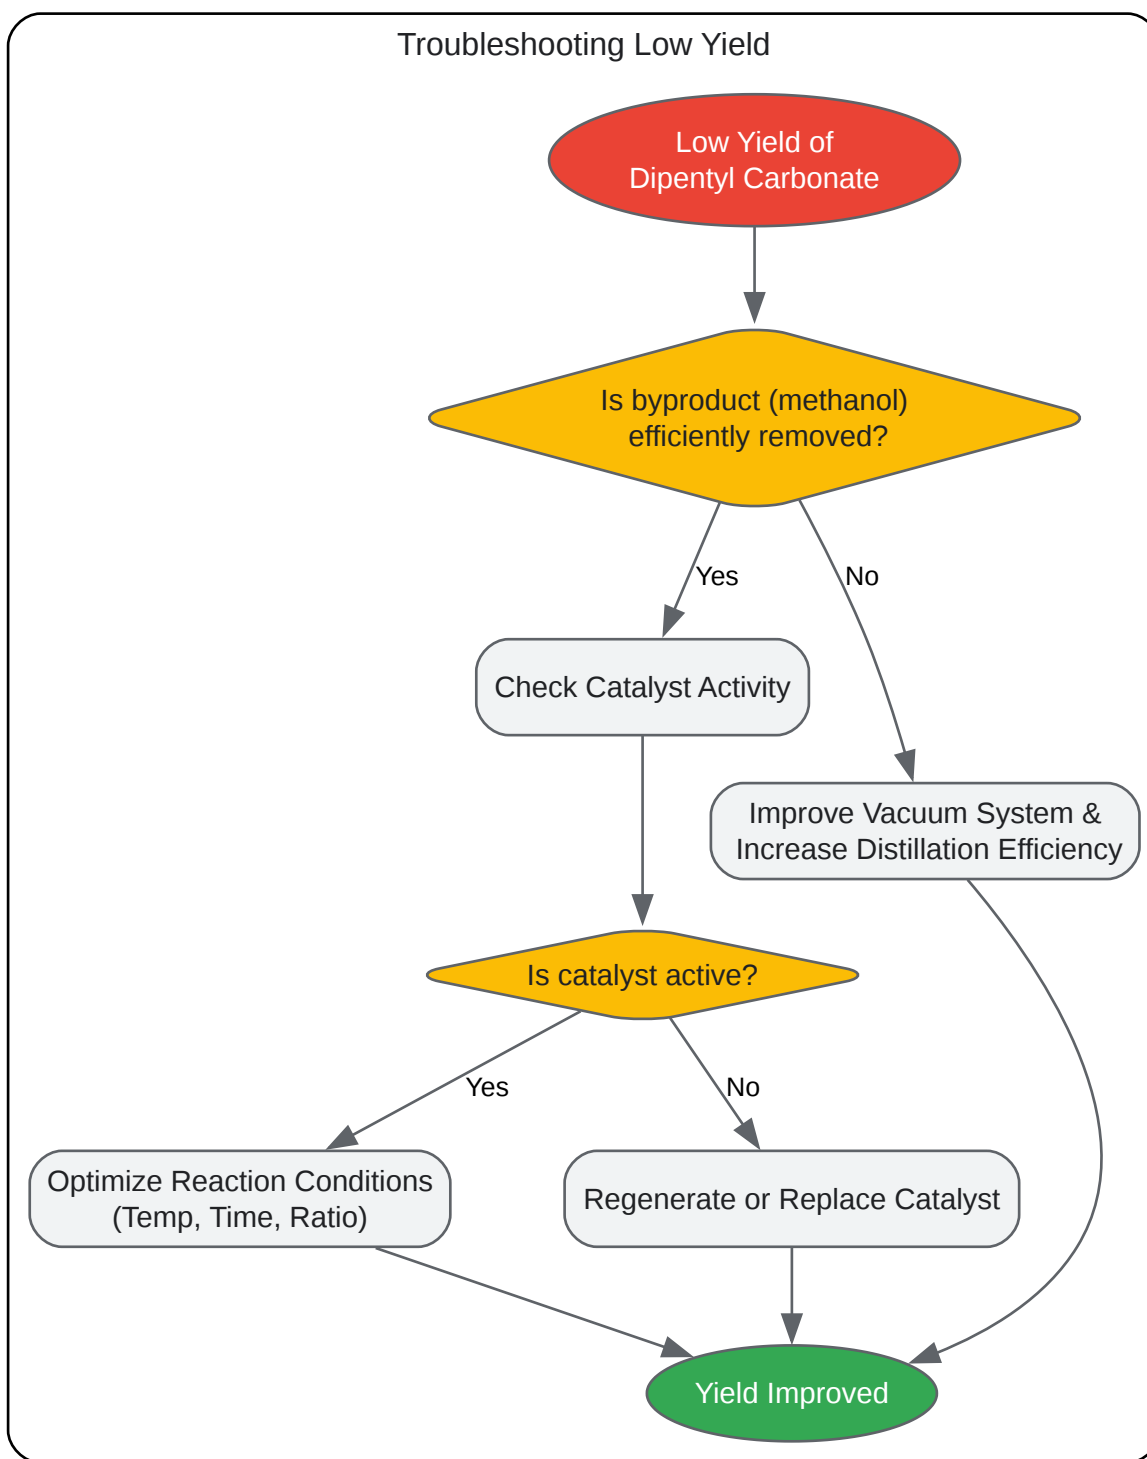 Troubleshooting Low Yield
Low Yield of
Dipentyl Carbonate
Is byproduct (methanol)
efficiently removed?
Yes
No
Check Catalyst Activity
Improve Vacuum System &
Increase Distillation Efficiency
Is catalyst active?
Yes
No
Optimize Reaction Conditions
(Temp, Time, Ratio)
Regenerate or Replace Catalyst
Yield Improved